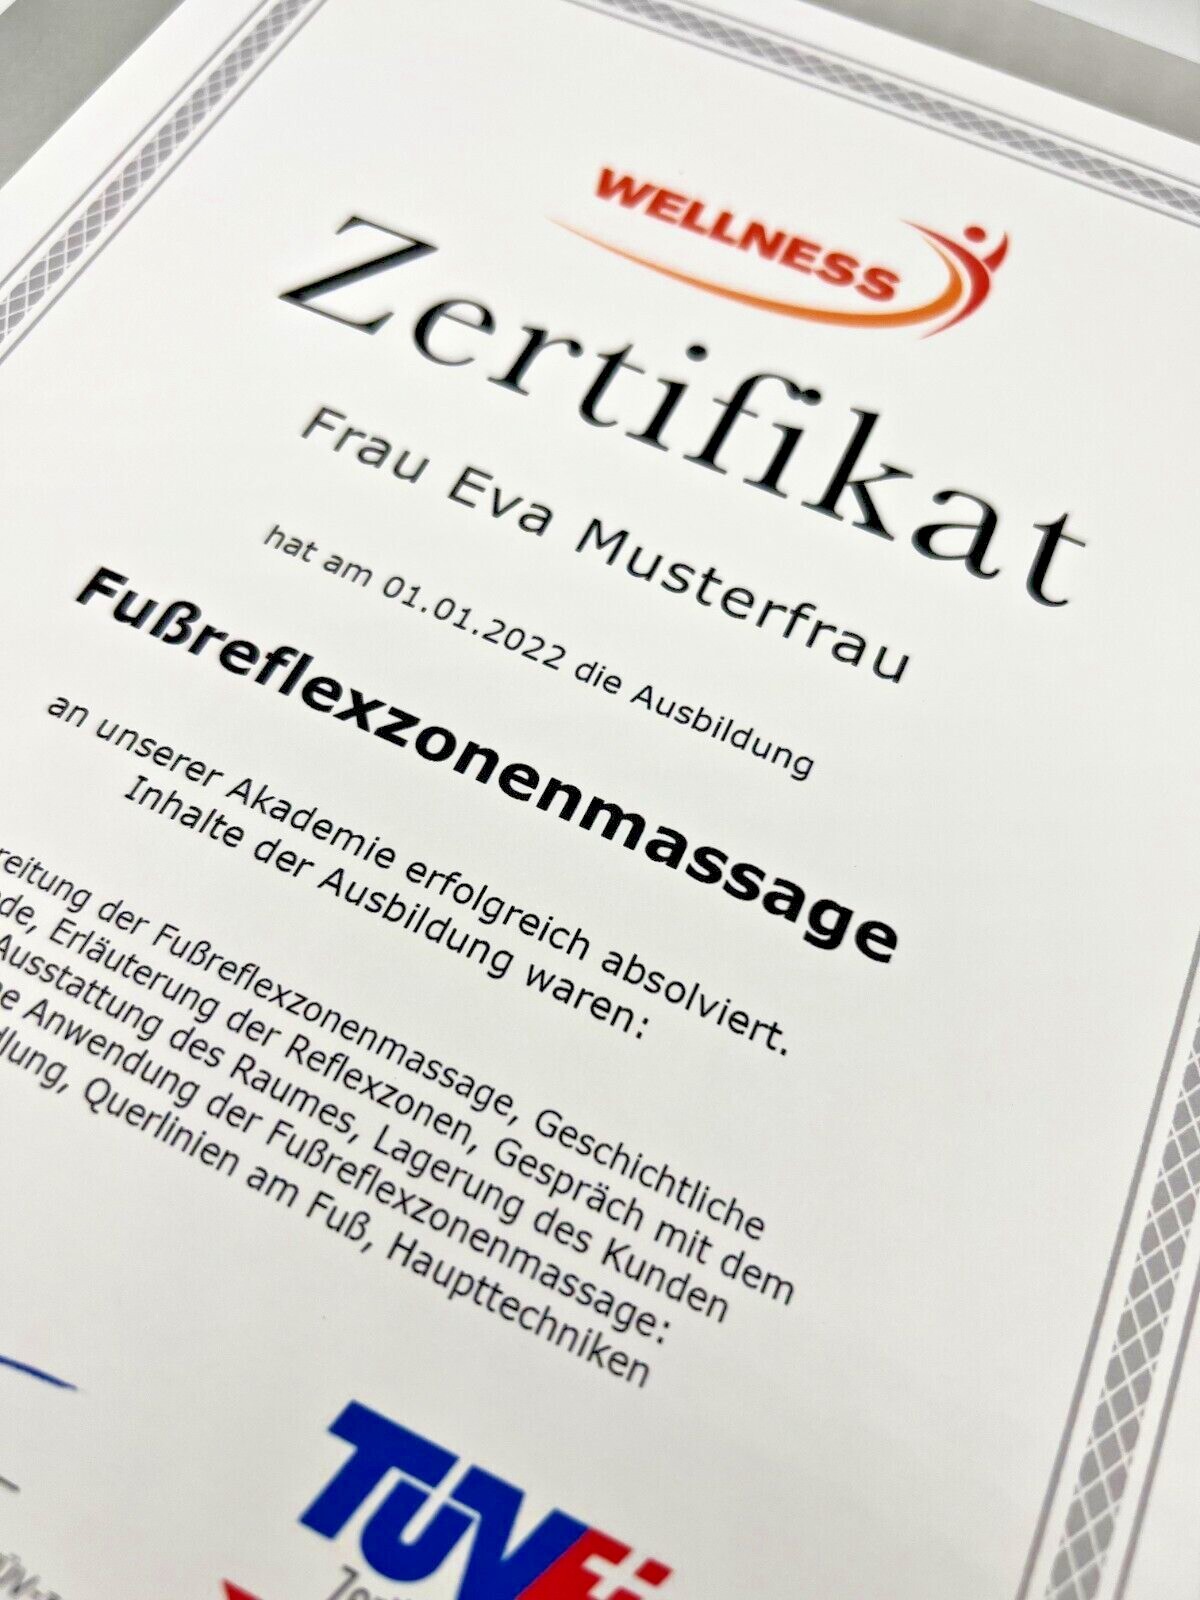 WELLNESS
Zertifikat
Frau Eva Musterfrau
hat am 01.01.2022 die Ausbildung
Fußreflexzonenmassage
an unserer Akademie erfolgreich absolviert.
Inhalte der Ausbildung waren:
reitung der Fußreflexzonenmassage, Geschichtliche
de, Erläuterung der Reflexzonen, Gespräch mit dem
Ausstattung des Raumes, Lagerung des Kunden
he Anwendung der Fußreflexzonenmassage:
dlung, Querlinien am Fuß, Haupttechniken
TÜV